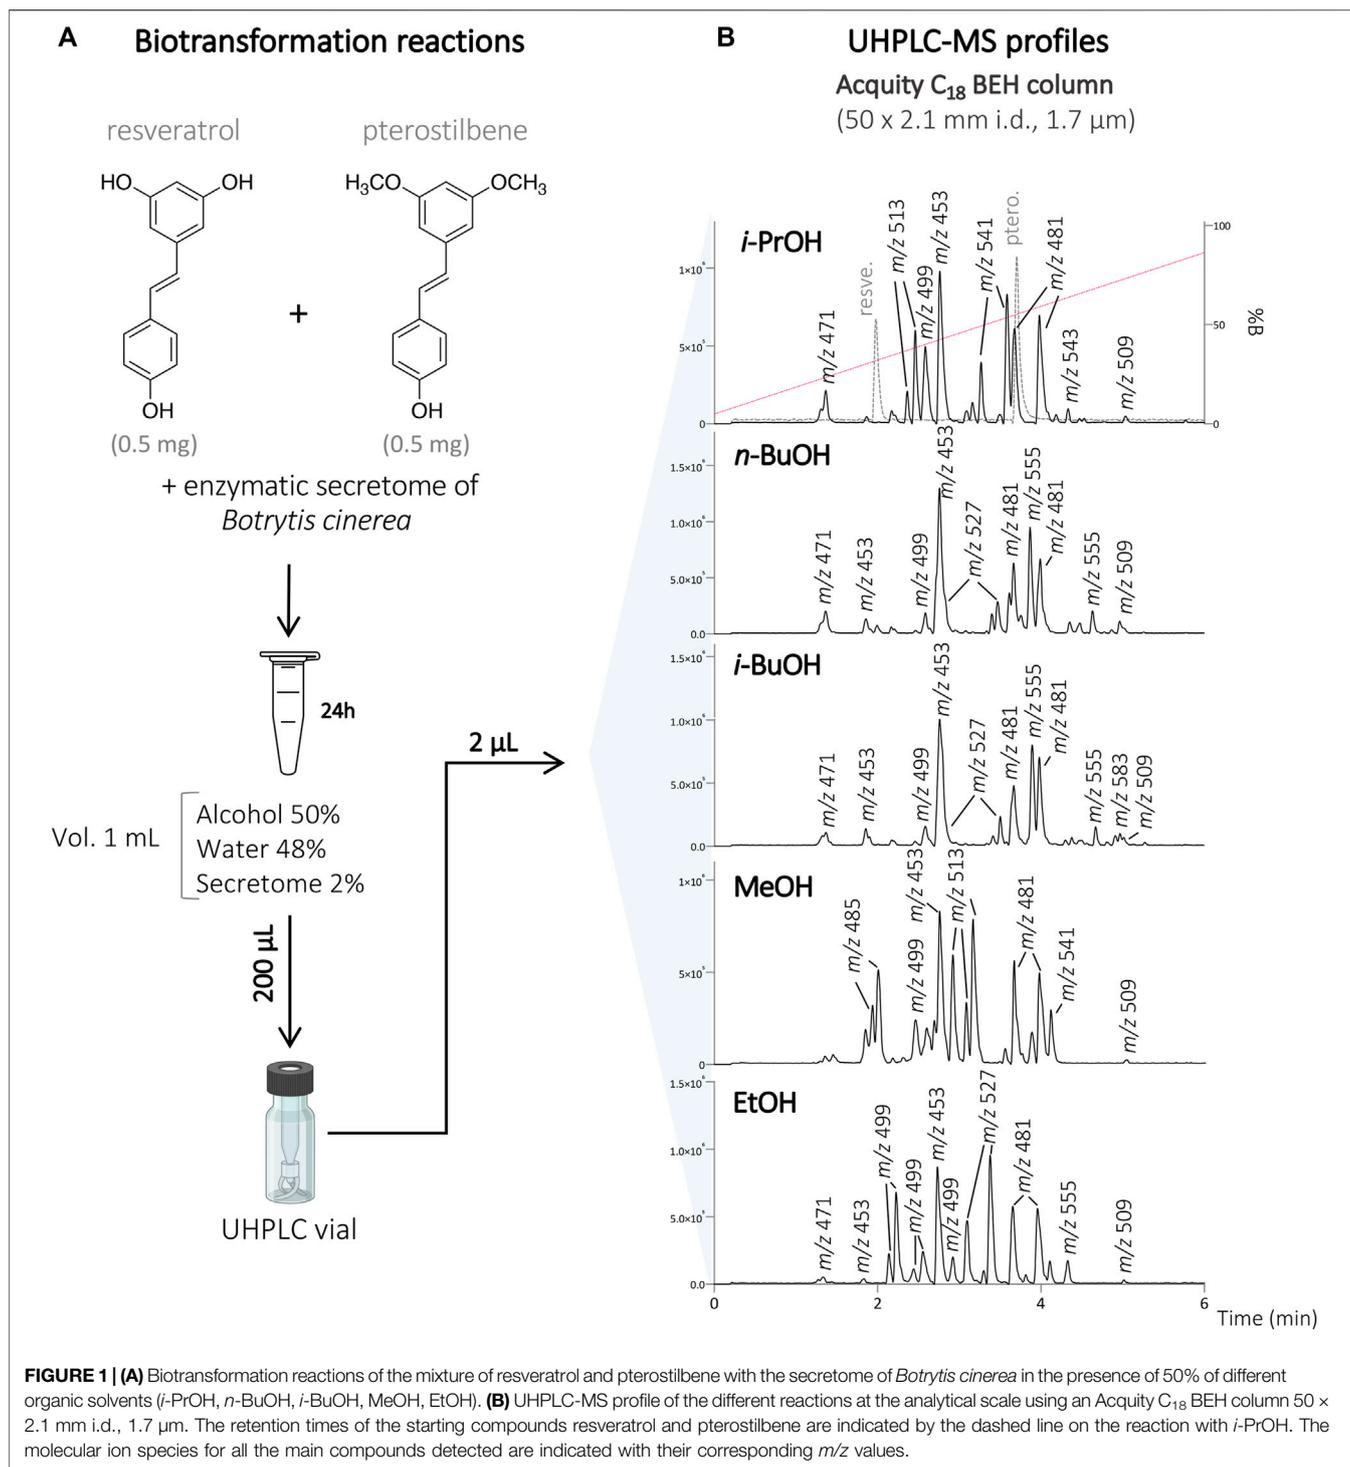 A
Biotransformation reactions
resveratrol
pterostilbene
HO
OH
H₃CO
OCH₃
+
OH
OH
(0.5 mg)
(0.5 mg)
+ enzymatic secretome of
Botrytis cinerea
24h
Vol. 1 mL
Alcohol 50%
Water 48%
Secretome 2%
200 µL
2 µL
UHPLC vial
B
UHPLC-MS profiles
Acquity C₁₈ BEH column
(50 x 2.1 mm i.d., 1.7 µm)
i-PrOH
1×10⁶
5×10⁵
0
100
50
0
%B
m/z 471
resve.
m/z 513
m/z 499
m/z 453
m/z 541
ptero.
m/z 481
m/z 543
m/z 509
n-BuOH
1.5×10⁶
1.0×10⁶
5.0×10⁵
0.0
m/z 471
m/z 453
m/z 499
m/z 453
m/z 527
m/z 481
m/z 555
m/z 481
m/z 555
m/z 509
i-BuOH
1.5×10⁶
1.0×10⁶
5.0×10⁵
0.0
m/z 471
m/z 453
m/z 499
m/z 453
m/z 527
m/z 481
m/z 555
m/z 481
m/z 555
m/z 583
m/z 509
MeOH
1×10⁶
5×10⁵
0
m/z 485
m/z 499
m/z 453
m/z 513
m/z 481
m/z 541
m/z 509
EtOH
1.5×10⁶
1.0×10⁶
5.0×10⁵
0.0
m/z 471
m/z 453
m/z 499
m/z 499
m/z 453
m/z 499
m/z 527
m/z 481
m/z 555
m/z 509
0
2
4
6
Time (min)
FIGURE 1 | (A) Biotransformation reactions of the mixture of resveratrol and pterostilbene with the secretome of Botrytis cinerea in the presence of 50% of different
organic solvents (i-PrOH, n-BuOH, i-BuOH, MeOH, EtOH). (B) UHPLC-MS profile of the different reactions at the analytical scale using an Acquity C₁₈ BEH column 50 ×
2.1 mm i.d., 1.7 µm. The retention times of the starting compounds resveratrol and pterostilbene are indicated by the dashed line on the reaction with i-PrOH. The
molecular ion species for all the main compounds detected are indicated with their corresponding m/z values.